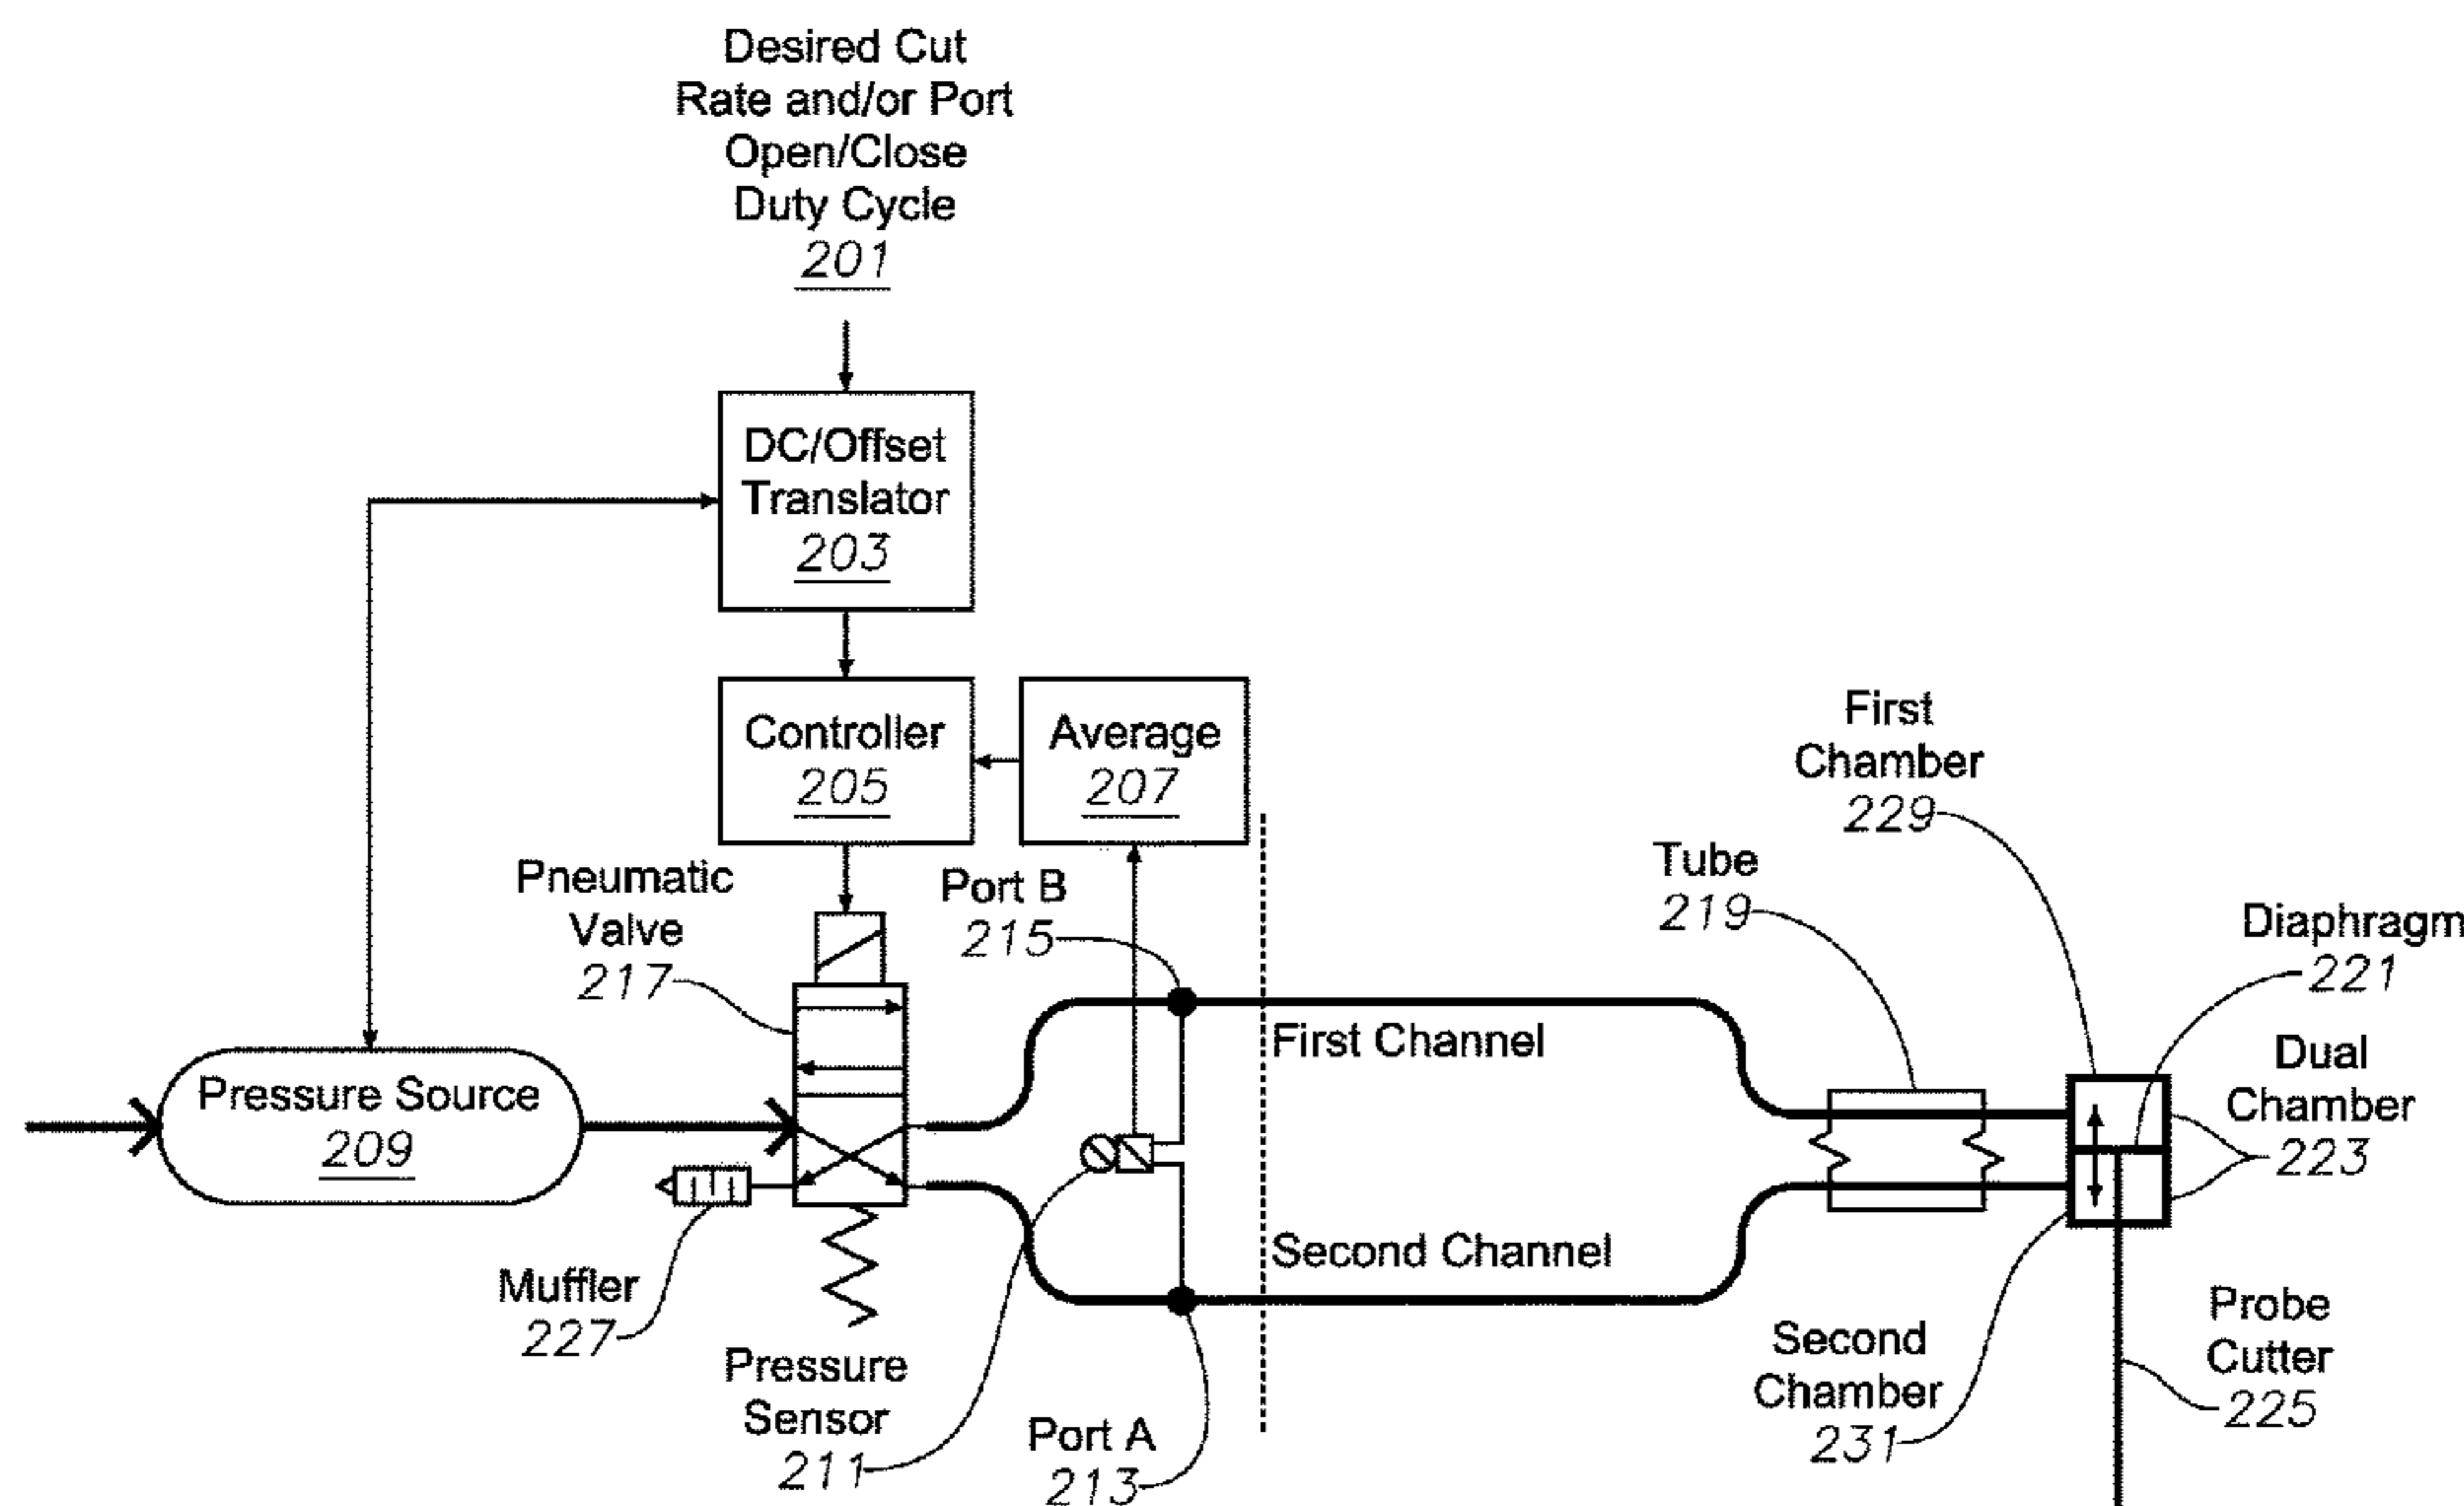 Desired Cut
Rate and/or Port
Open/Close
Duty Cycle
201
DC/Offset
Translator
203
Controller
205
Average
207
Pneumatic
Valve
217
Port B
215
First
Chamber
229
Tube
219
Diaphragm
221
Dual
Chamber
223
First Channel
Pressure Source
209
Second Channel
Muffler
227
Pressure
Sensor
211
Port A
213
Second
Chamber
231
Probe
Cutter
225